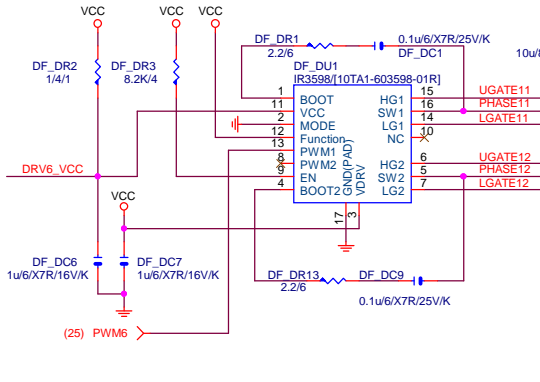 VCC VCC VCC
DF_DR1 0.1u/6/X7R/25V/K
2.2/6 DF_DC1 10u/8
DF_DR2 DF_DR3 DF_DU1
1/4/1 8.2K/4 IR3598/[10TA1-603598-01R]
1 BOOT HG1 15 UGATE11
11 VCC SW1 16 PHASE11
2 MODE LG1 14 LGATE11
12 Function NC 10
13 PWM1
8 PWM2 HG2 6 UGATE12
DRV6_VCC 9 EN SW2 5 PHASE12
4 BOOT2 LG2 7 LGATE12
GND(PAD) VDRV
17 3
VCC
DF_DC6 DF_DC7
1u/6/X7R/16V/K 1u/6/X7R/16V/K
DF_DR13 DF_DC9
2.2/6 0.1u/6/X7R/25V/K
(25) PWM6